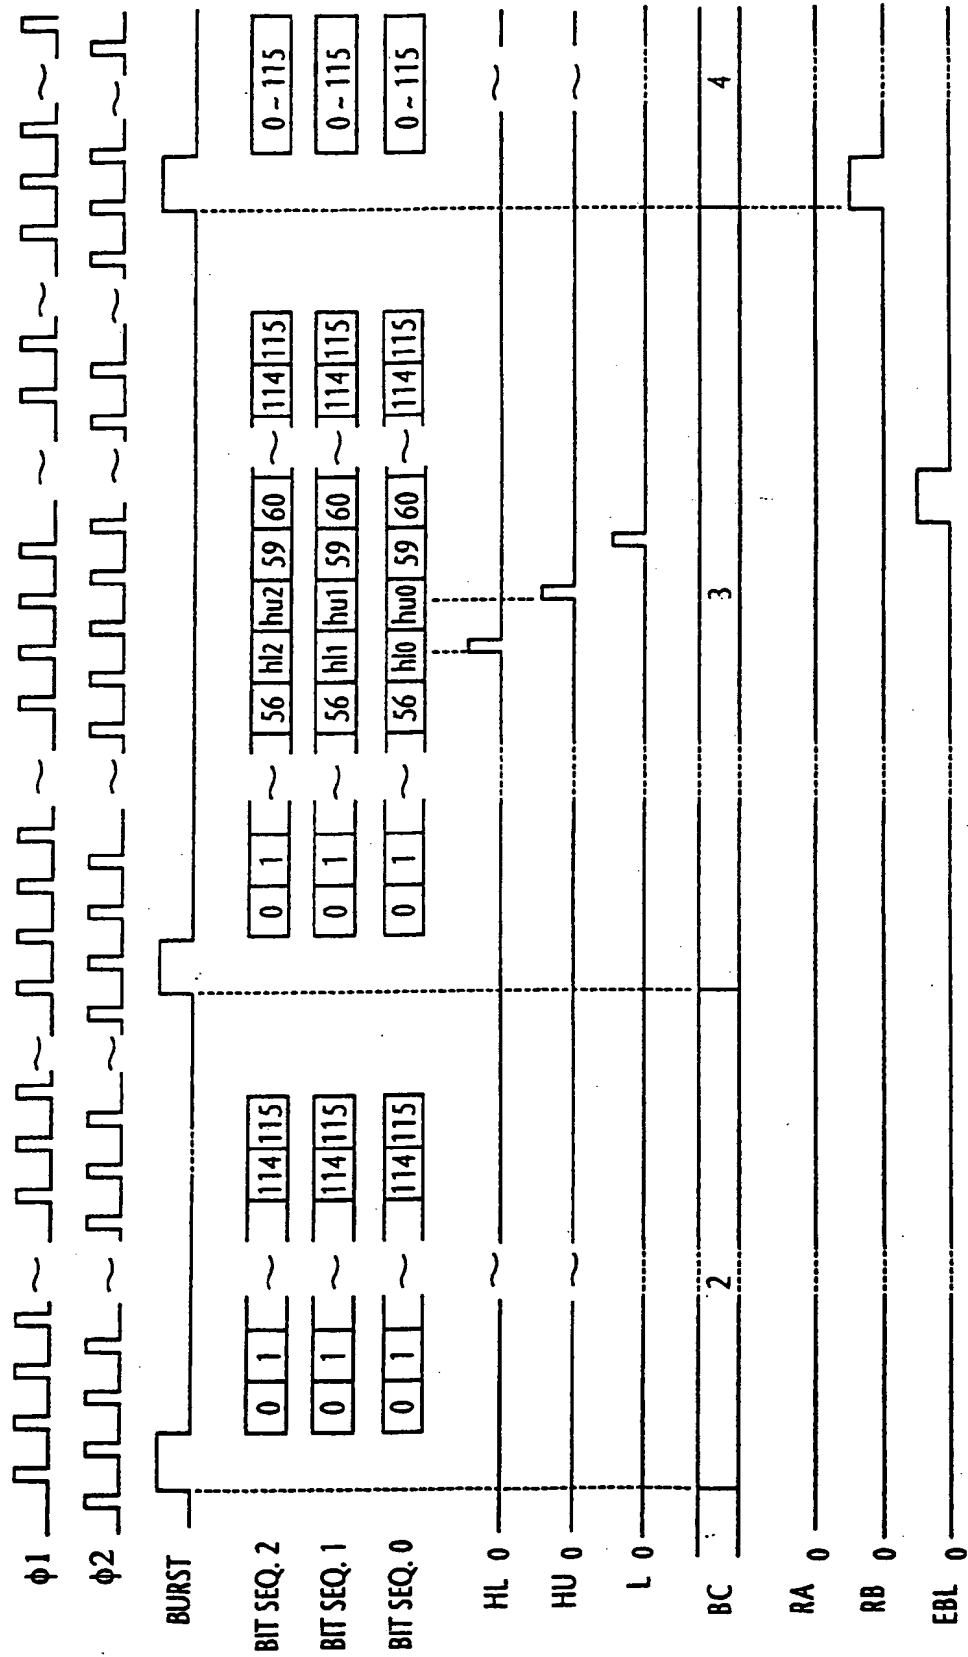 ϕ1 ~ ~ ~ ~ ~ ~
ϕ2 ~ ~ ~ ~ ~ ~
BURST
BIT SEQ. 2 0 1 ~ 114 115 0 1 ~ 56 hl2 hu2 59 60 ~ 114 115 0 ~ 115
BIT SEQ. 1 0 1 ~ 114 115 0 1 ~ 56 hl1 hu1 59 60 ~ 114 115 0 ~ 115
BIT SEQ. 0 0 1 ~ 114 115 0 1 ~ 56 hl0 hu0 59 60 ~ 114 115 0 ~ 115
HL 0 ~ ~
HU 0 ~ ~
L 0
BC 2 3 4
RA 0
RB 0
EBL 0